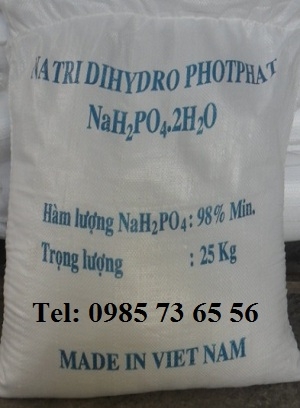 NATRI DIHYDRO PHOTPHAT
NaH₂PO₄.2H₂O
Hàm lượng NaH₂PO₄: 98% Min.
Trọng lượng : 25 Kg
Tel: 0985 73 65 56
MADE IN VIET NAM